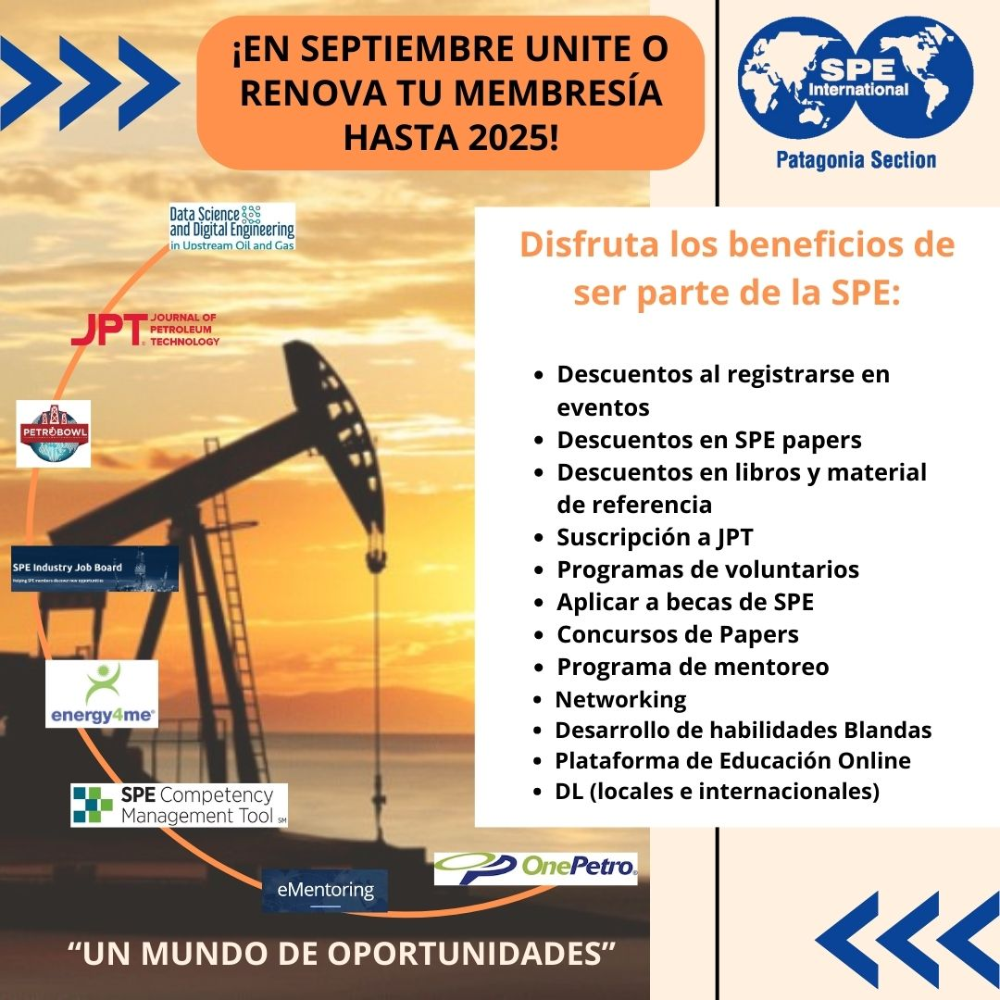 ¡EN SEPTIEMBRE UNITE O
RENOVA TU MEMBRESÍA
HASTA 2025!
SPE
International
Patagonia Section
Data Science
and Digital Engineering
in Upstream Oil and Gas
JPT JOURNAL OF
PETROLEUM
TECHNOLOGY
PETROBOWL
SPE Industry Job Board
Helping SPE members discover new opportunities
energy4me®
SPE Competency
Management Tool SM
eMentoring
OnePetro®
“UN MUNDO DE OPORTUNIDADES”
Disfruta los beneficios de
ser parte de la SPE:
• Descuentos al registrarse en
eventos
• Descuentos en SPE papers
• Descuentos en libros y material
de referencia
• Suscripción a JPT
• Programas de voluntarios
• Aplicar a becas de SPE
• Concursos de Papers
• Programa de mentoreo
• Networking
• Desarrollo de habilidades Blandas
• Plataforma de Educación Online
• DL (locales e internacionales)